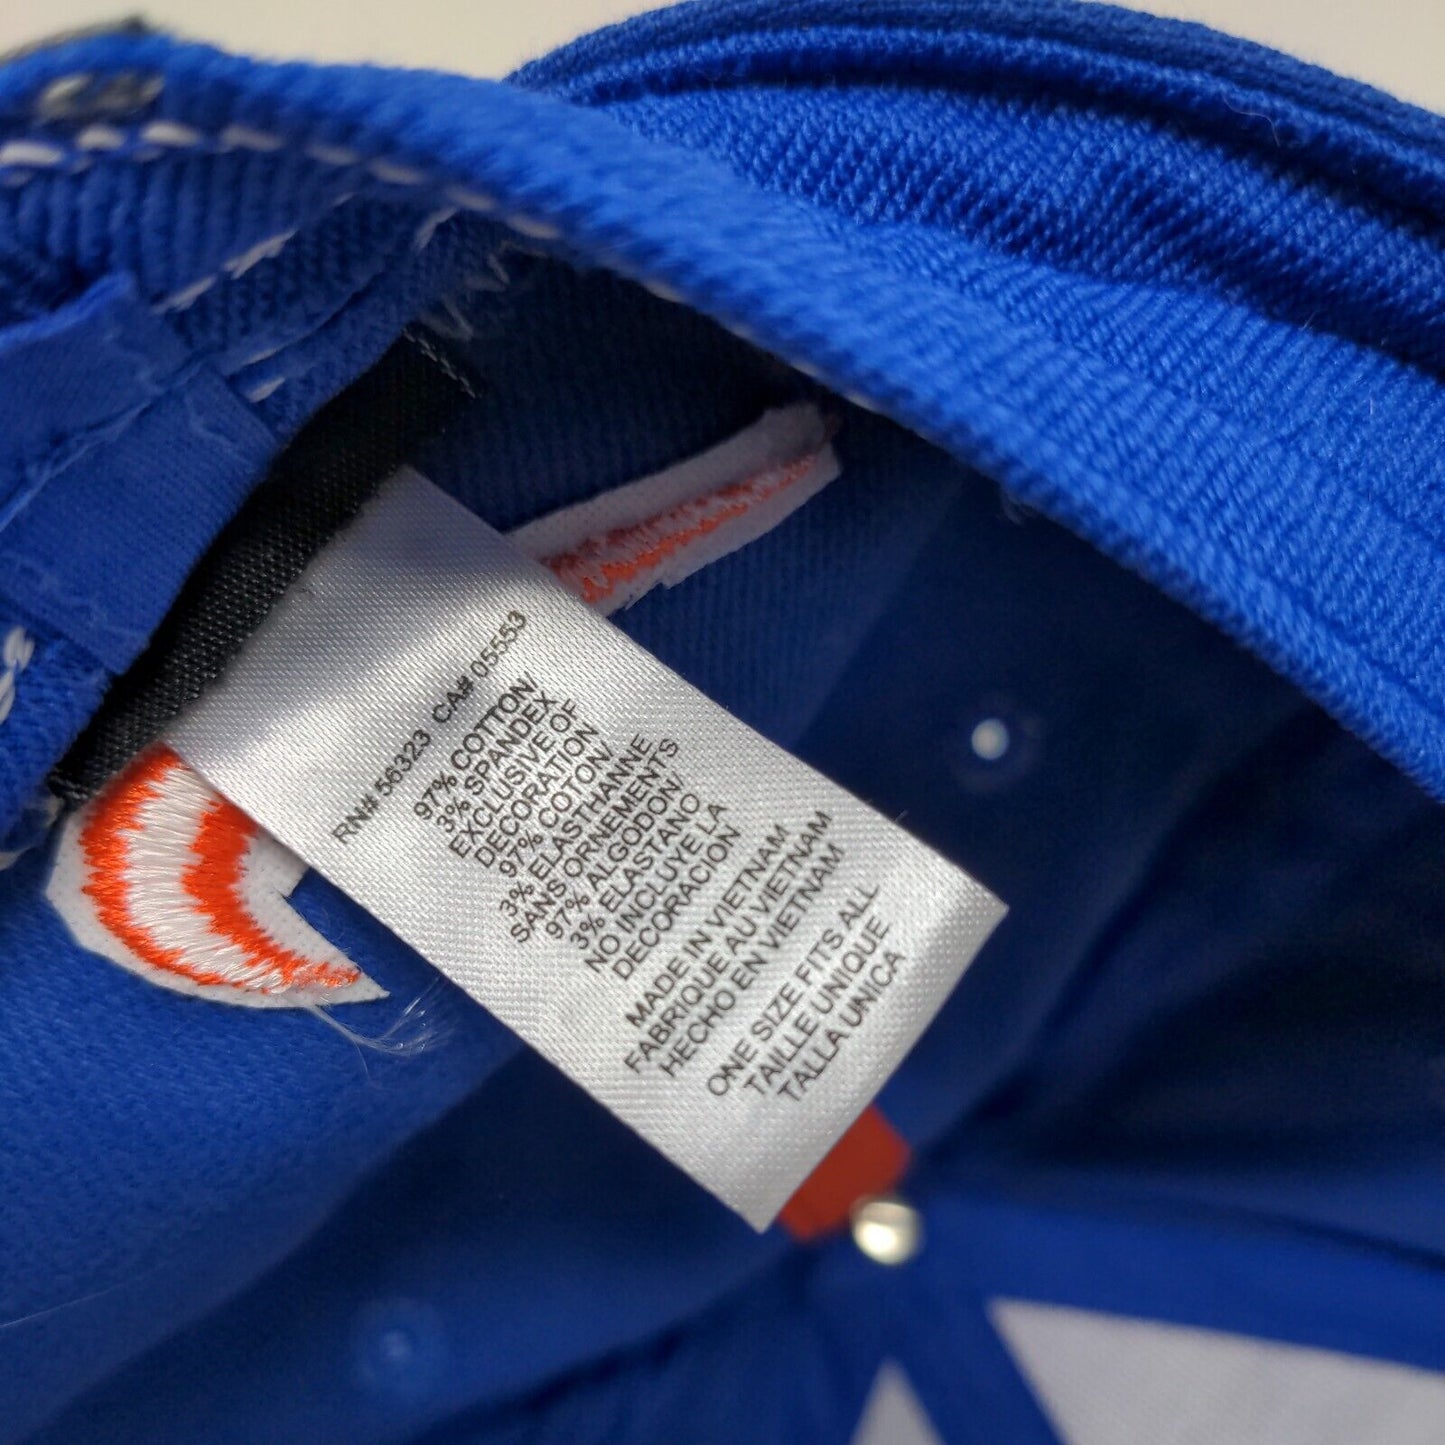 RN# 56323 CA# 05553
97% COTTON/
3% SPANDEX
EXCLUSIVE OF
DECORATION
97% COTON/
3% ELASTHANNE
SANS ORNEMENTS
97% ALGODON/
3% ELASTANO
NO INCLUYE LA
DECORACION
MADE IN VIETNAM
FABRIQUE AU VIETNAM
HECHO EN VIETNAM
ONE SIZE FITS ALL
TAILLE UNIQUE
TALLA UNICA